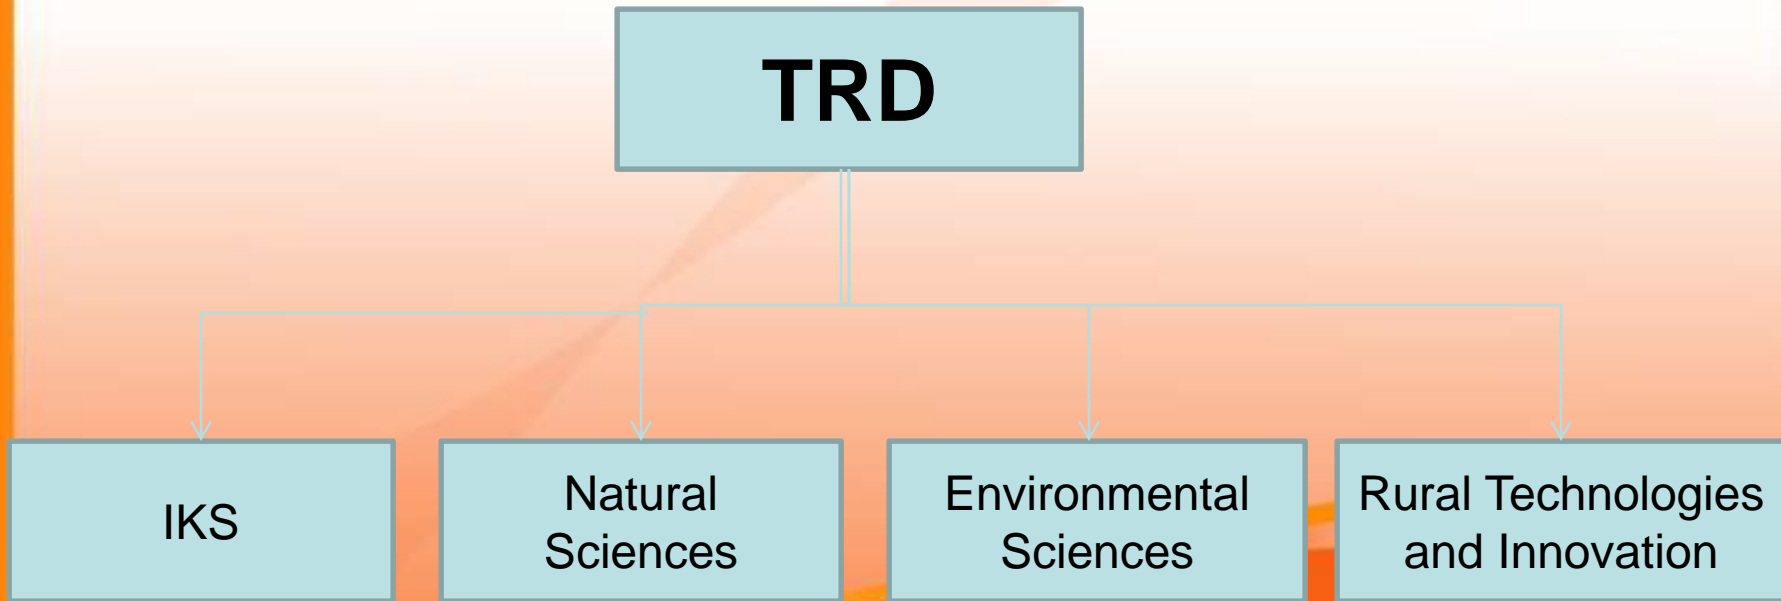 TRD
IKS
Natural
Sciences
Environmental
Sciences
Rural Technologies
and Innovation